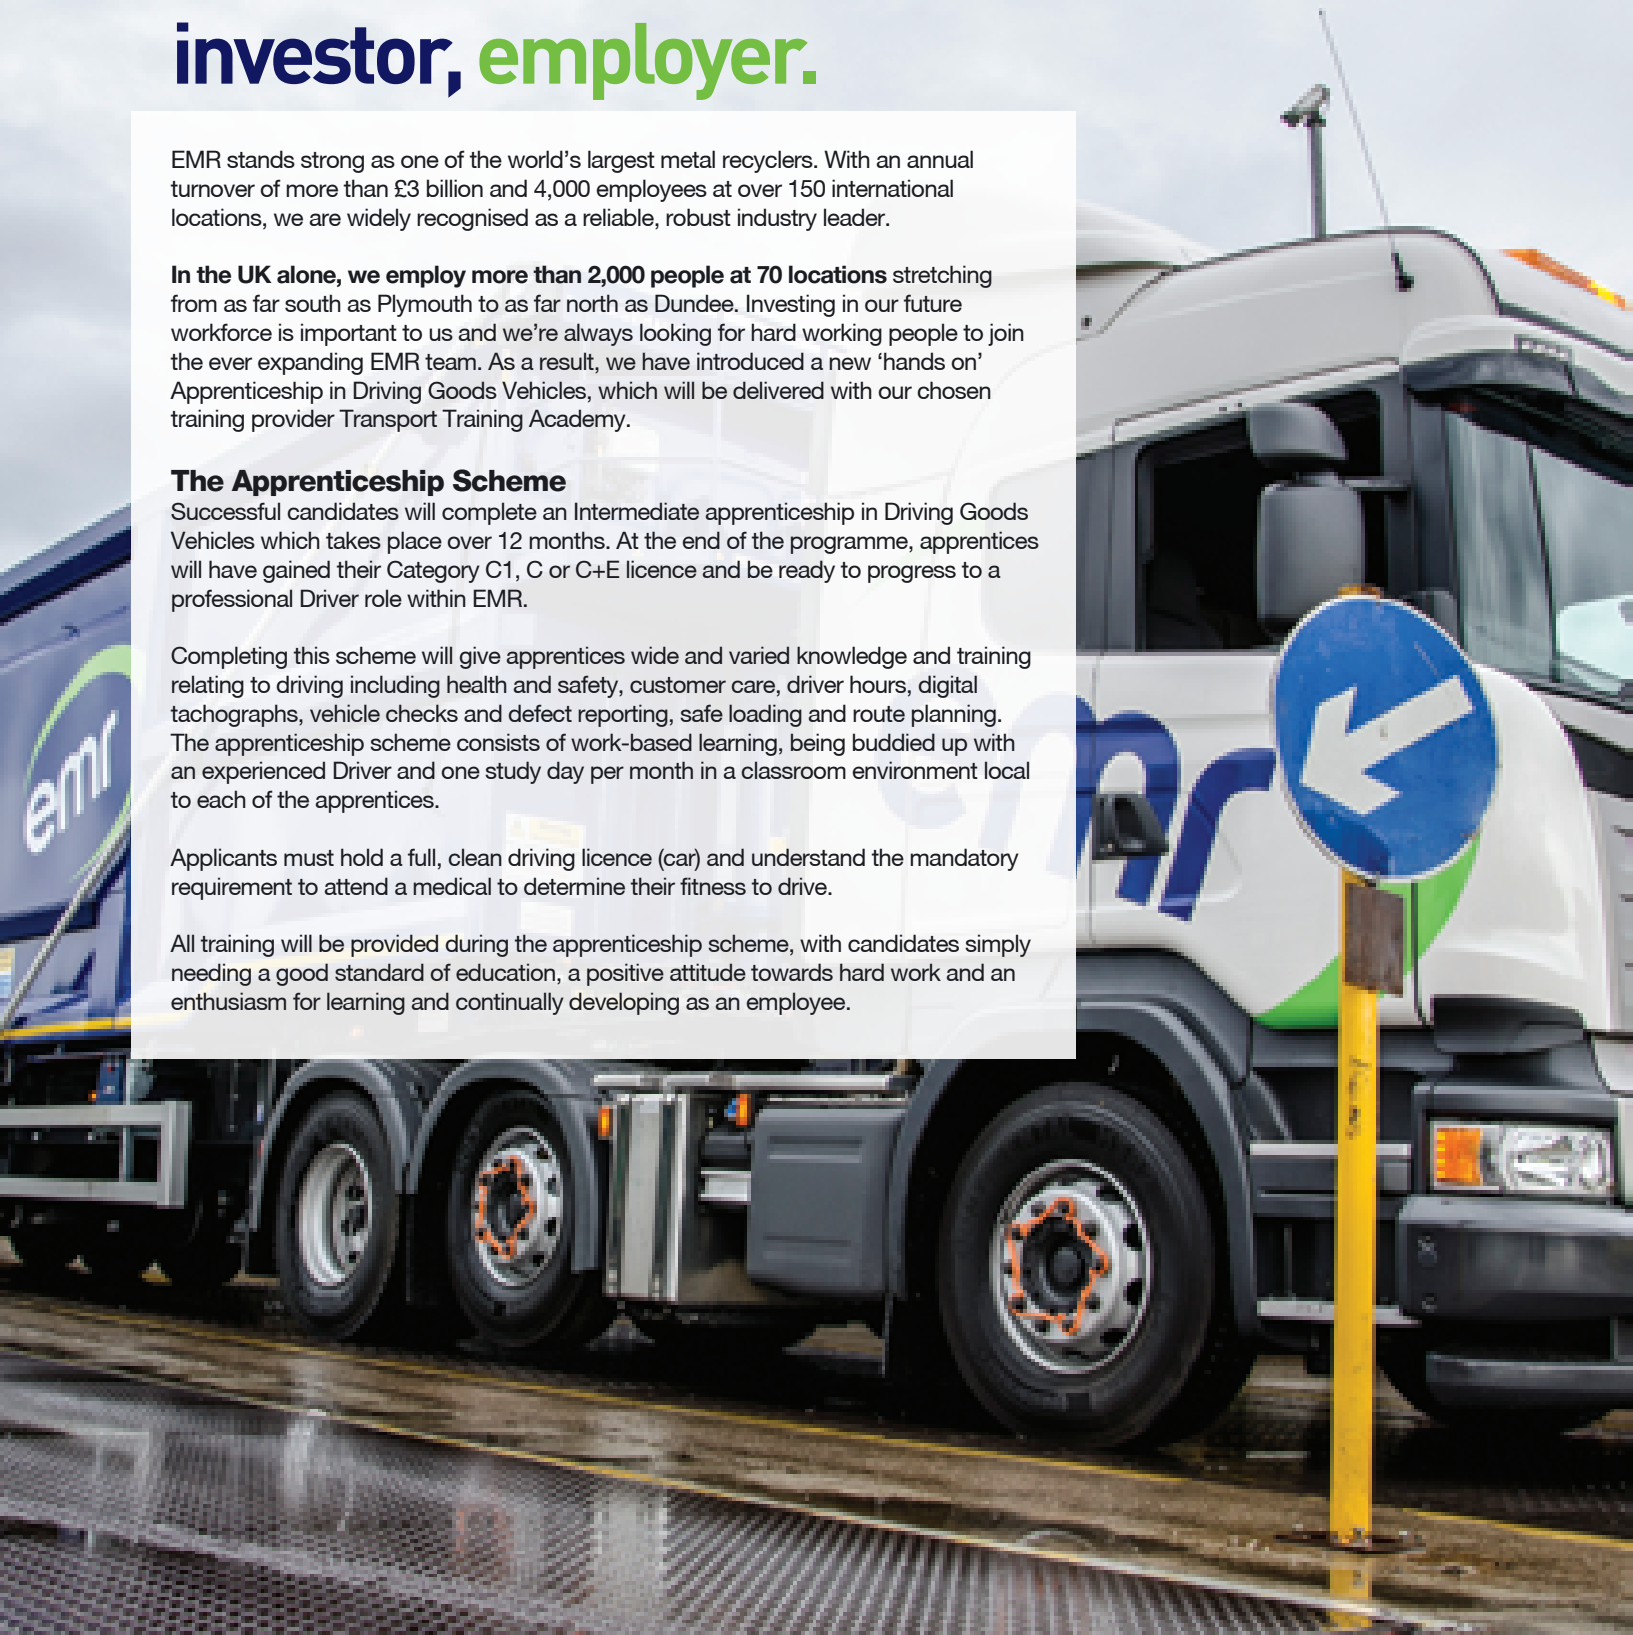 investor, employer.
EMR stands strong as one of the world's largest metal recyclers. With an annual
turnover of more than £3 billion and 4,000 employees at over 150 international
locations, we are widely recognised as a reliable, robust industry leader.
In the UK alone, we employ more than 2,000 people at 70 locations stretching
from as far south as Plymouth to as far north as Dundee. Investing in our future
workforce is important to us and we're always looking for hard working people to join
the ever expanding EMR team. As a result, we have introduced a new ‘hands on’
Apprenticeship in Driving Goods Vehicles, which will be delivered with our chosen
training provider Transport Training Academy.
The Apprenticeship Scheme
Successful candidates will complete an Intermediate apprenticeship in Driving Goods
Vehicles which takes place over 12 months. At the end of the programme, apprentices
will have gained their Category C1, C or C+E licence and be ready to progress to a
professional Driver role within EMR.
Completing this scheme will give apprentices wide and varied knowledge and training
relating to driving including health and safety, customer care, driver hours, digital
tachographs, vehicle checks and defect reporting, safe loading and route planning.
The apprenticeship scheme consists of work-based learning, being buddied up with
an experienced Driver and one study day per month in a classroom environment local
to each of the apprentices.
Applicants must hold a full, clean driving licence (car) and understand the mandatory
requirement to attend a medical to determine their fitness to drive.
All training will be provided during the apprenticeship scheme, with candidates simply
needing a good standard of education, a positive attitude towards hard work and an
enthusiasm for learning and continually developing as an employee.
emr
emr